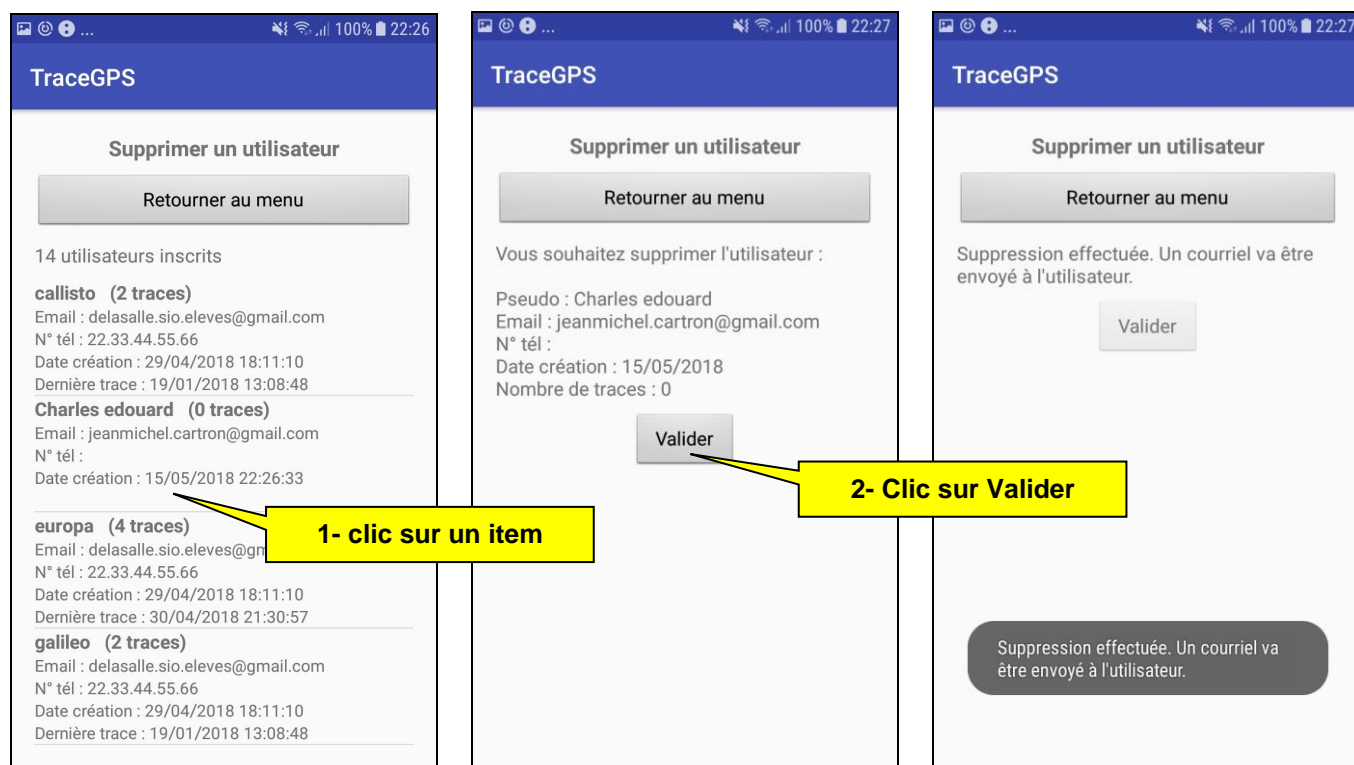 ... 100% 22:26
TraceGPS
Supprimer un utilisateur
Retourner au menu
14 utilisateurs inscrits
callisto (2 traces)
Email : delasalle.sio.eleves@gmail.com
N° tél : 22.33.44.55.66
Date création : 29/04/2018 18:11:10
Dernière trace : 19/01/2018 13:08:48
Charles edouard (0 traces)
Email : jeanmichel.cartron@gmail.com
N° tél :
Date création : 15/05/2018 22:26:33
1- clic sur un item
europa (4 traces)
Email : delasalle.sio.eleves@gm
N° tél : 22.33.44.55.66
Date création : 29/04/2018 18:11:10
Dernière trace : 30/04/2018 21:30:57
galileo (2 traces)
Email : delasalle.sio.eleves@gmail.com
N° tél : 22.33.44.55.66
Date création : 29/04/2018 18:11:10
Dernière trace : 19/01/2018 13:08:48
... 100% 22:27
TraceGPS
Supprimer un utilisateur
Retourner au menu
Vous souhaitez supprimer l'utilisateur :
Pseudo : Charles edouard
Email : jeanmichel.cartron@gmail.com
N° tél :
Date création : 15/05/2018
Nombre de traces : 0
Valider
2- Clic sur Valider
... 100% 22:27
TraceGPS
Supprimer un utilisateur
Retourner au menu
Suppression effectuée. Un courriel va être
envoyé à l'utilisateur.
Valider
Suppression effectuée. Un courriel va
être envoyé à l'utilisateur.